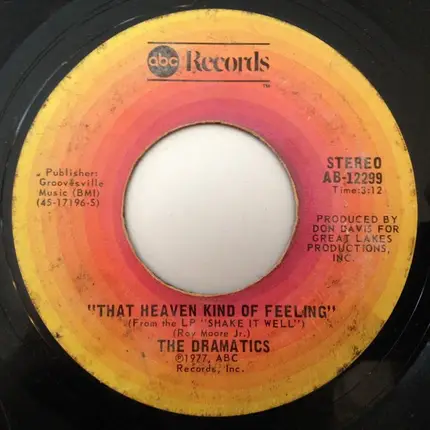 abc Records
TM
Publisher:
Groovesville
Music (BMI)
(45-17196-S)
STEREO
AB-12299
Time:3:12
PRODUCED BY
DON DAVIS FOR
GREAT LAKES
PRODUCTIONS,
INC.
"THAT HEAVEN KIND OF FEELING"
(From the LP "SHAKE IT WELL")
(Roy Moore Jr.)
THE DRAMATICS
℗1977, ABC
Records, Inc.